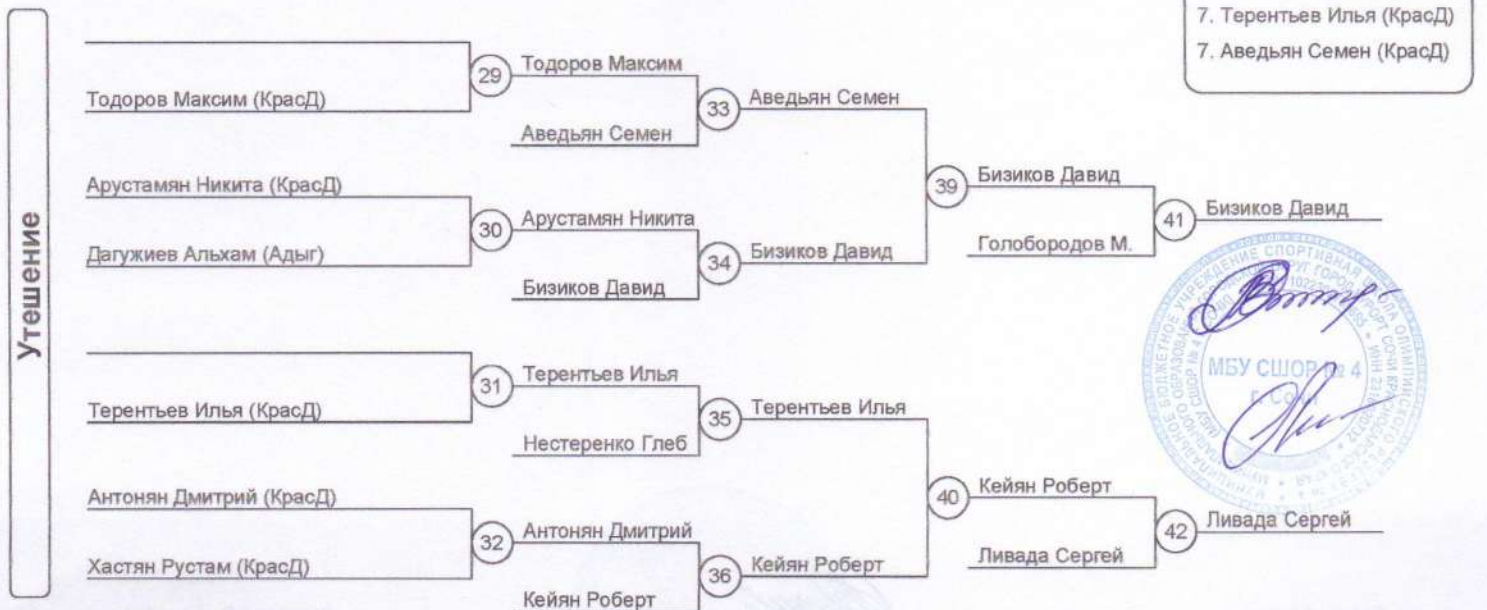 7. Терентьев Илья (КрасД)
7. Аведьян Семен (КрасД)
Утешение
29
Тодоров Максим
Тодоров Максим (КрасД)
33
Аведьян Семен
Аведьян Семен
Арустамян Никита (КрасД)
39
Бизиков Давид
30
Арустамян Никита
41
Бизиков Давид
Дагужиев Альхам (Адыг)
34
Бизиков Давид
Голобородов М.
Бизиков Давид
31
Терентьев Илья
МБУ СШОР № 4
г. Сочи
Терентьев Илья (КрасД)
35
Терентьев Илья
Нестеренко Глеб
Антонян Дмитрий (КрасД)
40
Кейян Роберт
32
Антонян Дмитрий
42
Ливада Сергей
Хастян Рустам (КрасД)
36
Кейян Роберт
Ливада Сергей
Кейян Роберт